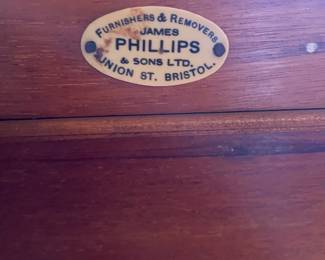 FURNISHERS & REMOVERS
JAMES
PHILLIPS
& SONS LTD.
UNION ST. BRISTOL.